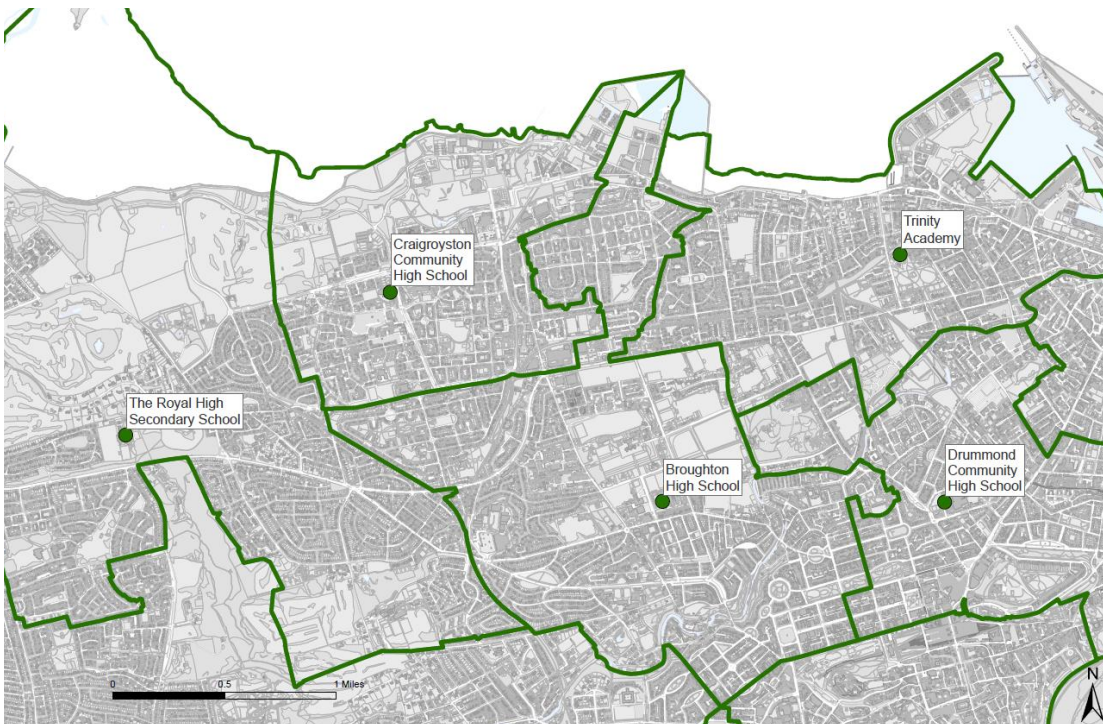 Craigroyston
Community
High School
Trinity
Academy
The Royal High
Secondary School
Broughton
High School
Drummond
Community
High School
0 0.5 1 Miles
N